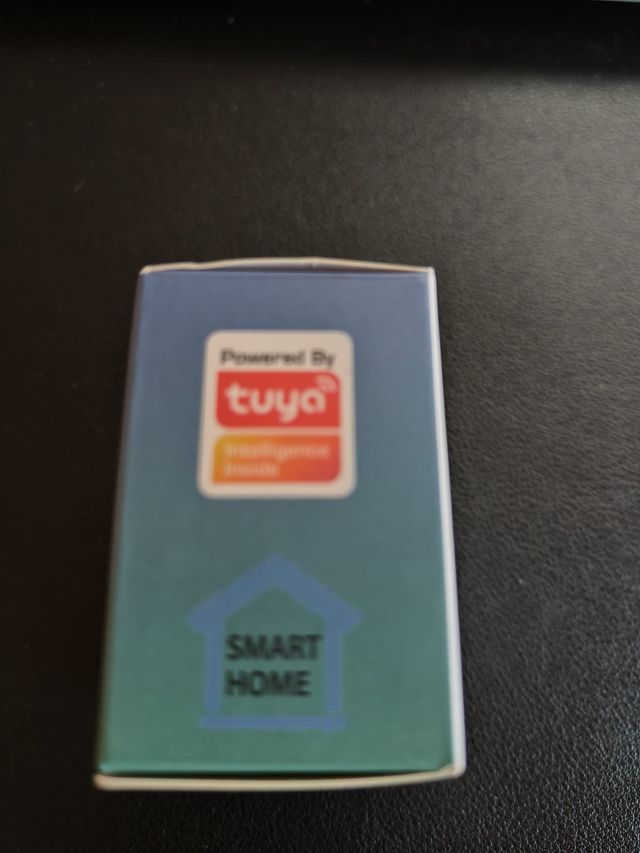 Powered By
tuya
Intelligence
Inside
SMART
HOME